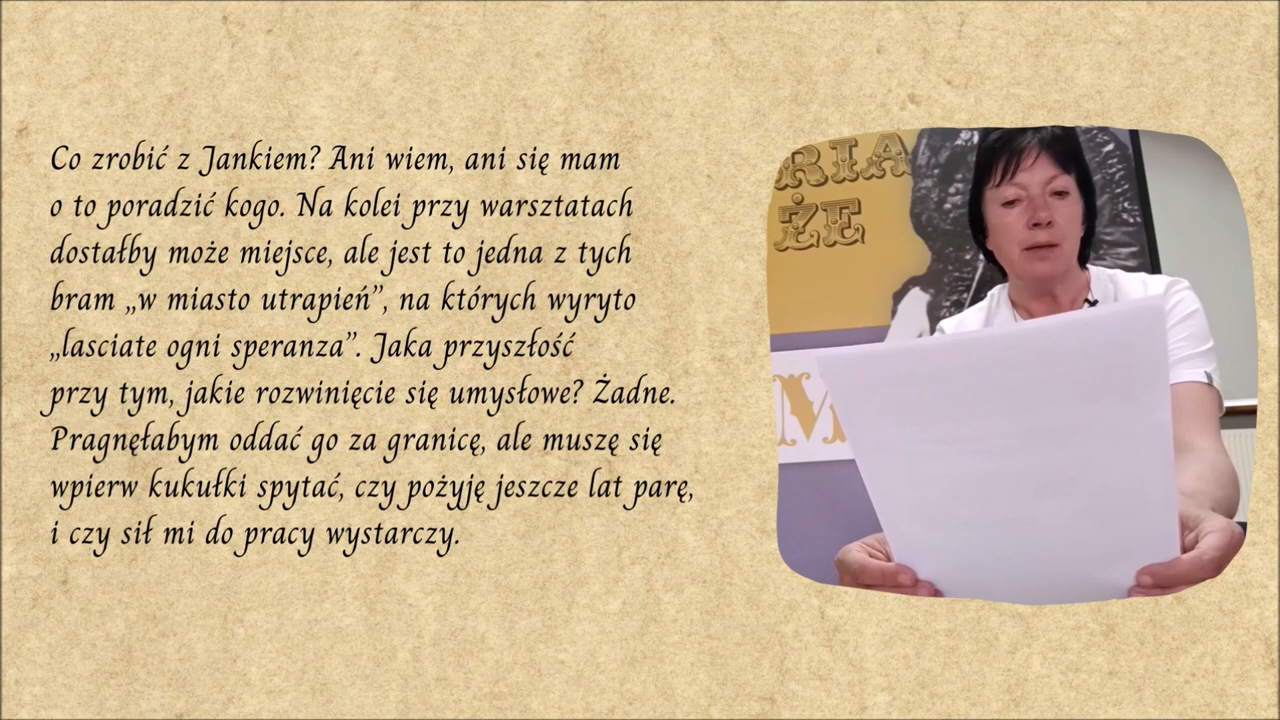 Co zrobić z Jankiem? Ani wiem, ani się mam
o to poradzić kogo. Na kolei przy warsztatach
dostałby może miejsce, ale jest to jedna z tych
bram „w miasto utrapień”, na których wyryto
„lasciate ogni speranza”. Jaka przyszłość
przy tym, jakie rozwinięcie się umysłowe? Żadne.
Pragnęłabym oddać go za granicę, ale muszę się
wpierw kukułki spytać, czy pożyję jeszcze lat parę,
i czy sił mi do pracy wystarczy.
RIA
ŻE
M